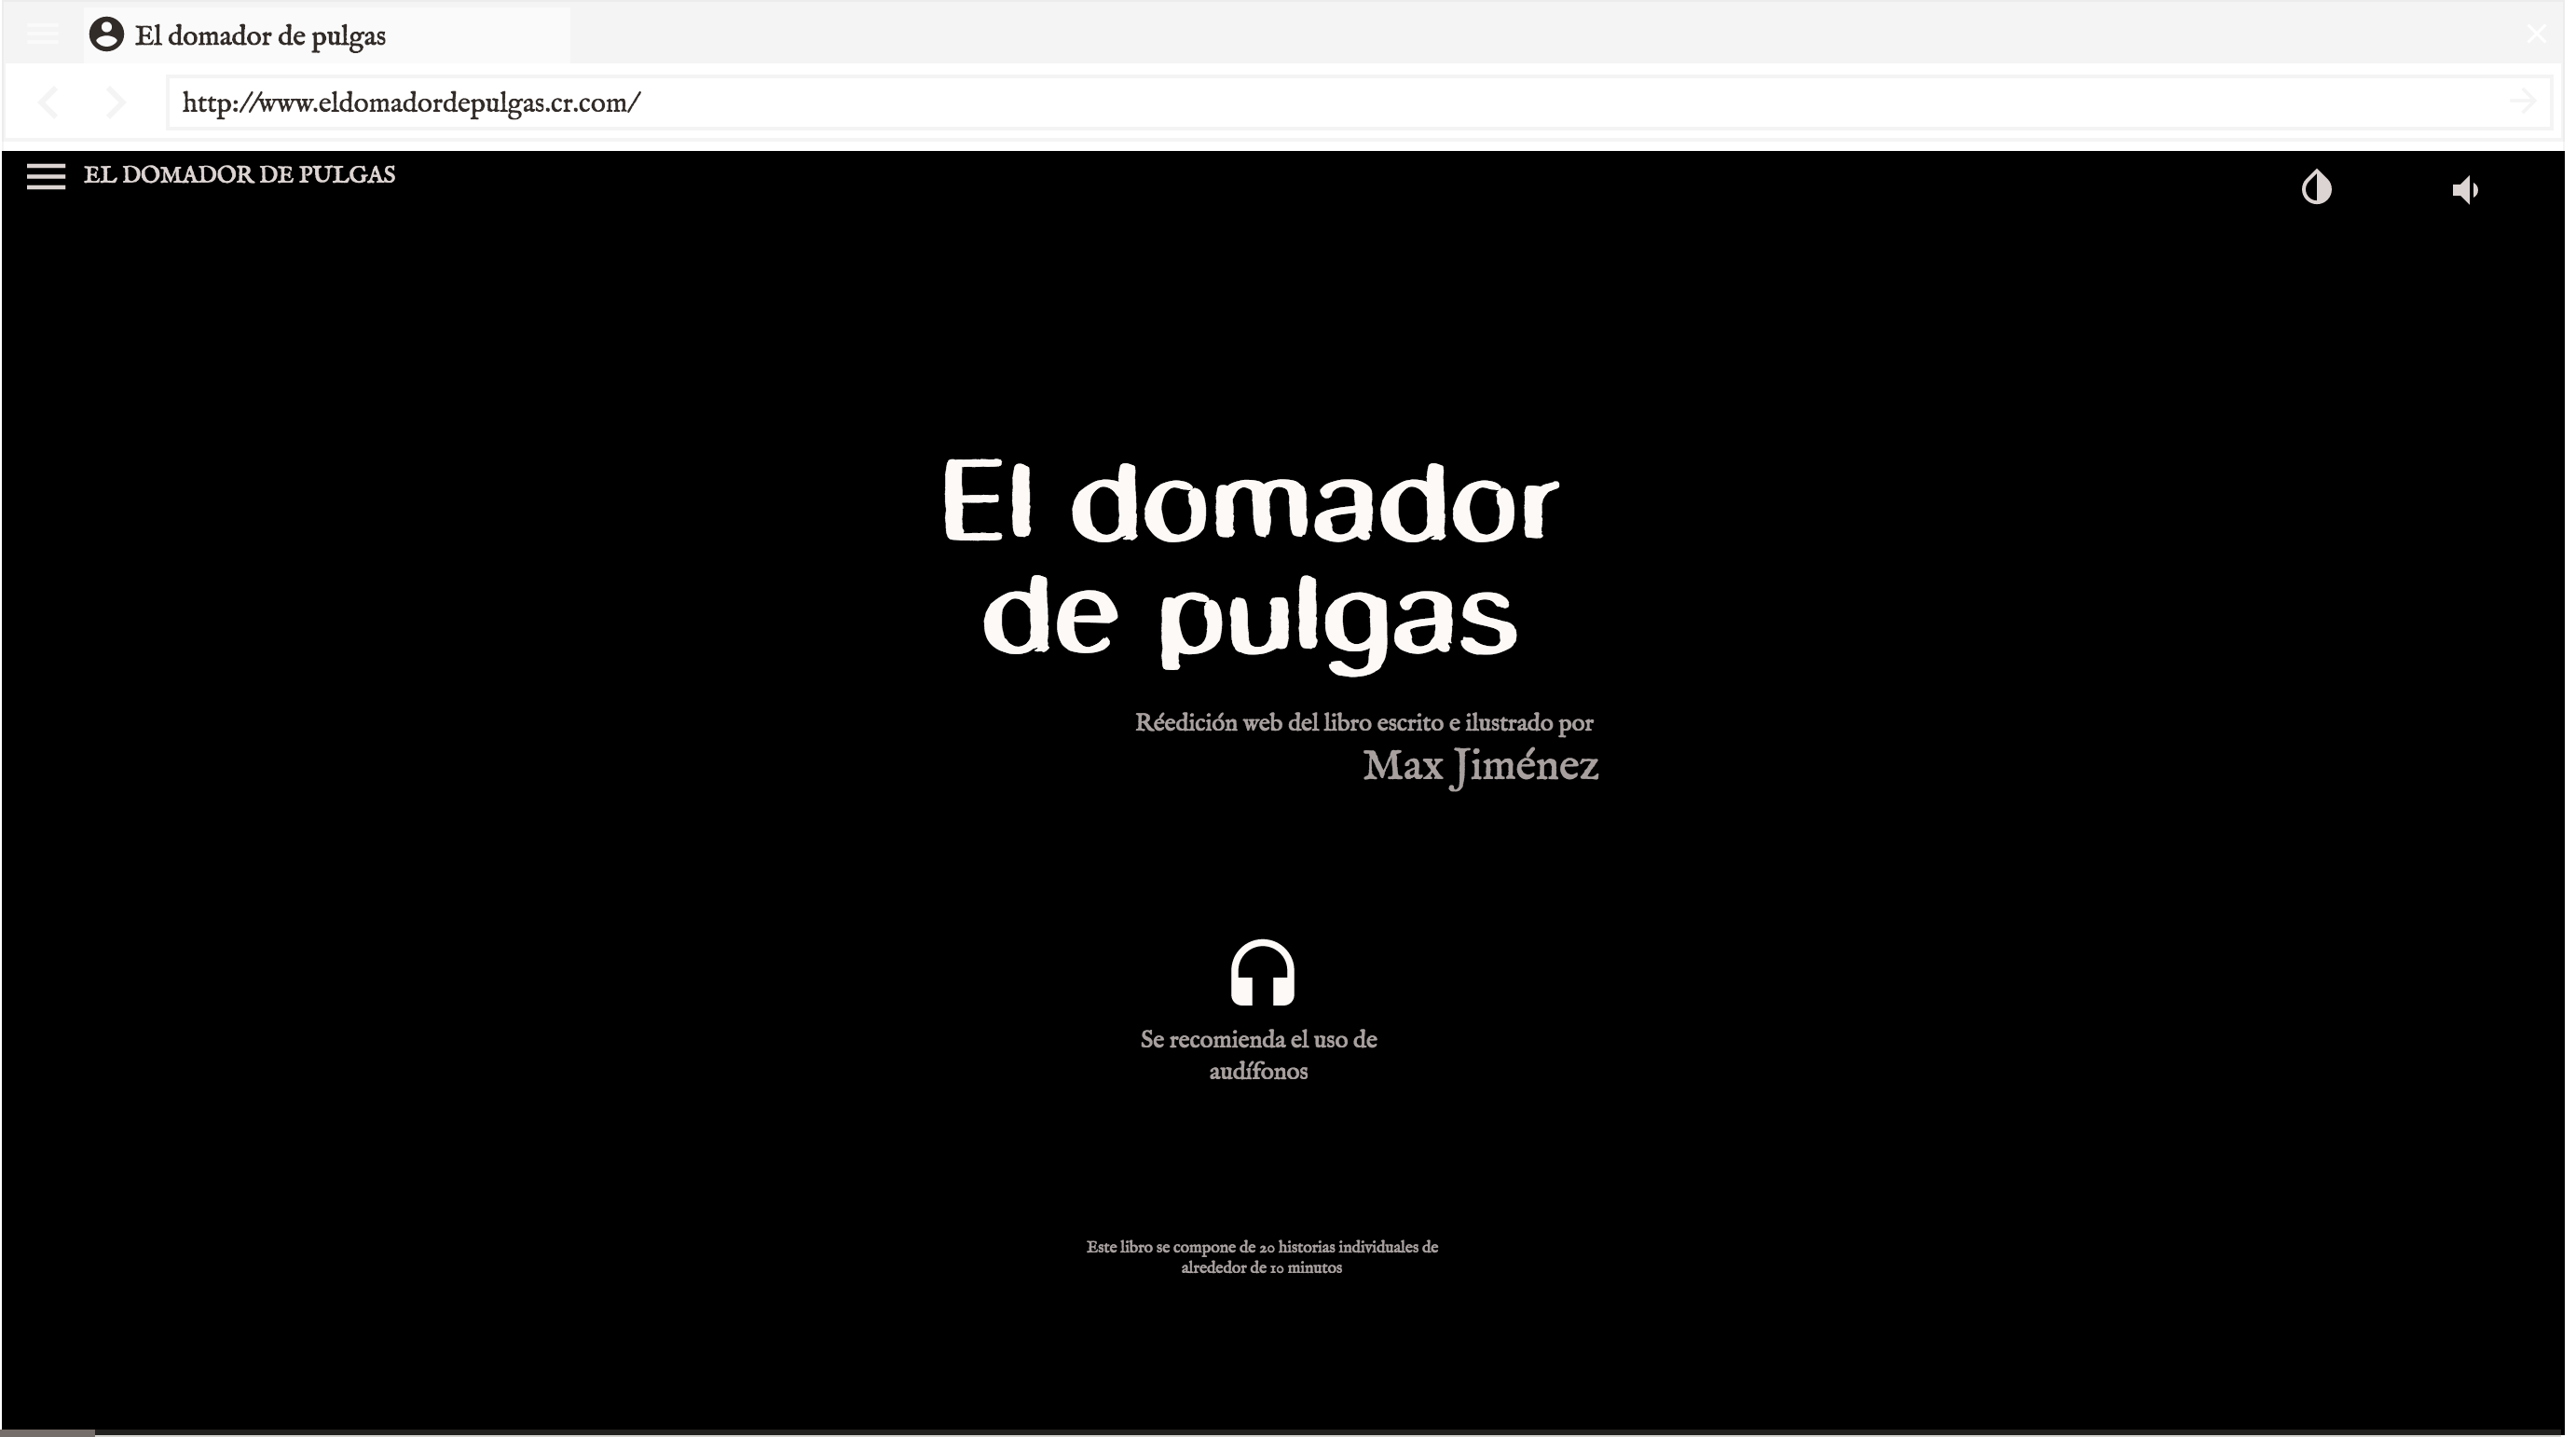 El domador de pulgas
http://www.eldomadordepulgas.cr.com/
EL DOMADOR DE PULGAS
El domador
de pulgas
Réedición web del libro escrito e ilustrado por
Max Jiménez
Se recomienda el uso de
audífonos
Este libro se compone de 20 historias individuales de
alrededor de 10 minutos